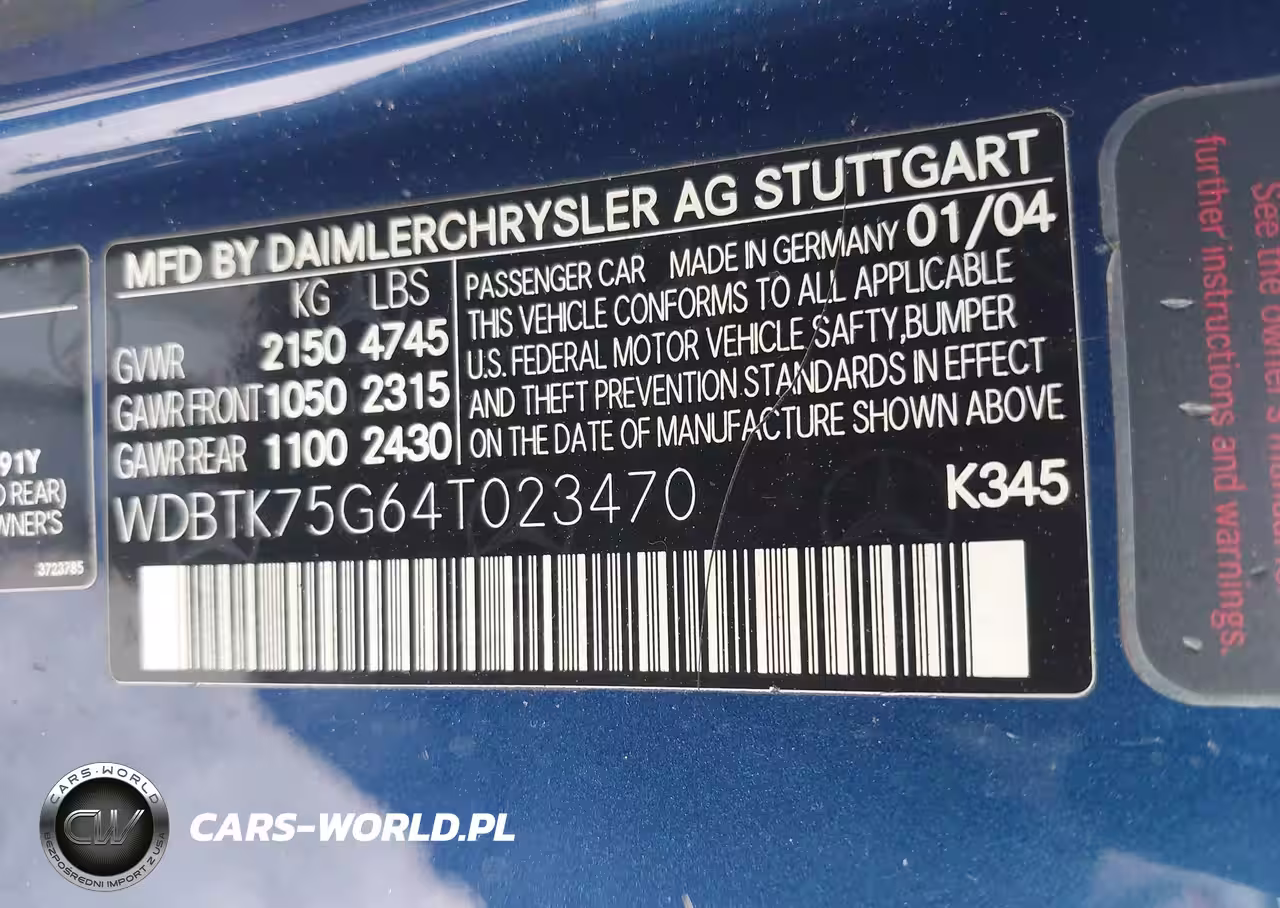 MFD BY DAIMLERCHRYSLER AG STUTTGART
KG LBS
GVWR 2150 4745
GAWR FRONT 1050 2315
GAWR REAR 1100 2430
PASSENGER CAR MADE IN GERMANY 01/04
THIS VEHICLE CONFORMS TO ALL APPLICABLE
U.S. FEDERAL MOTOR VEHICLE SAFTY,BUMPER
AND THEFT PREVENTION STANDARDS IN EFFECT
ON THE DATE OF MANUFACTURE SHOWN ABOVE
WDBTK75G64T023470
K345
91Y
REAR)
3723785
See the owner's
further instructions and warnings.
CARS-WORLD
CW
BEZPOŚREDNI IMPORT Z USA
CARS-WORLD.PL